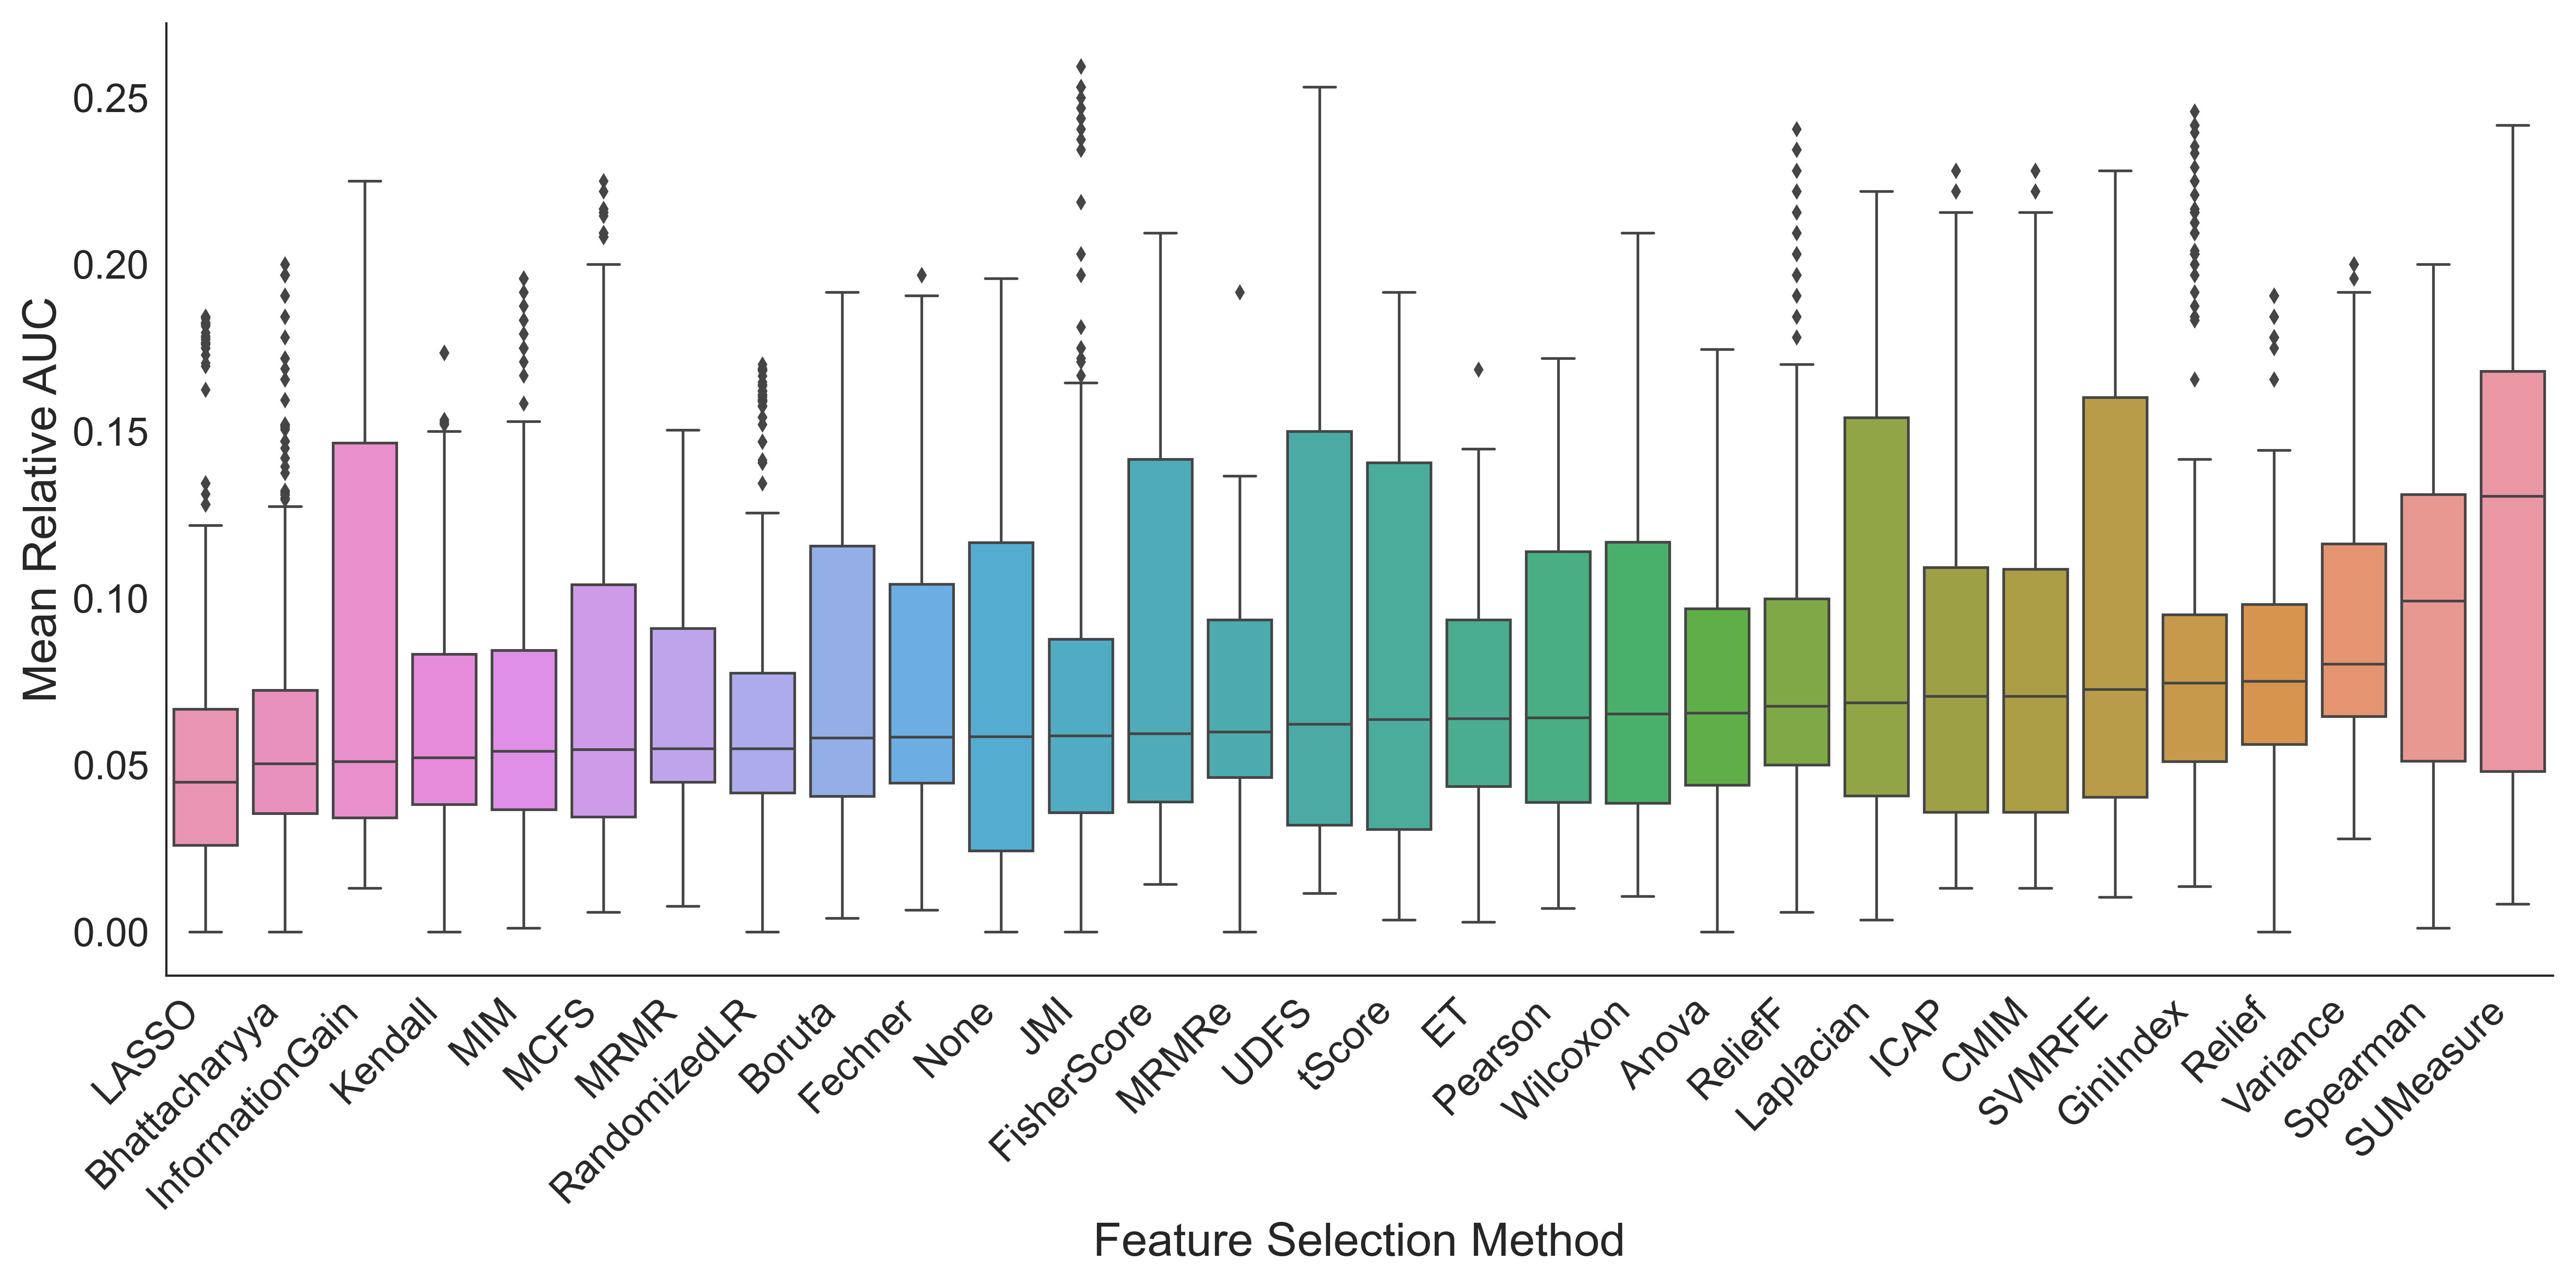 Mean Relative AUC
0.25
0.20
0.15
0.10
0.05
0.00
LASSO
Bhattacharyya
InformationGain
Kendall
MIM
MCFS
MRMR
RandomizedLR
Boruta
Fechner
None
JMI
FisherScore
MRMRe
UDFS
tScore
ET
Pearson
Wilcoxon
Anova
ReliefF
Laplacian
ICAP
CMIM
SVMRFE
GiniIndex
Relief
Variance
Spearman
SUMeasure
Feature Selection Method